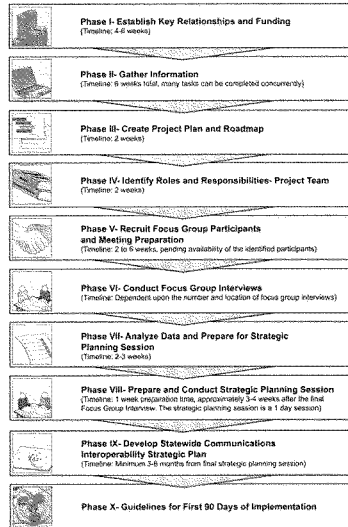 Phase I- Establish Key Relationships and Funding
(Timeline: 4-6 weeks)
Phase II- Gather Information
(Timeline: 6 weeks total, many tasks can be completed concurrently)
Phase III- Create Project Plan and Roadmap
(Timeline: 2 weeks)
Phase IV- Identify Roles and Responsibilities- Project Team
(Timeline: 2 weeks)
Phase V- Recruit Focus Group Participants
and Meeting Preparation
(Timeline: 2 to 6 weeks, pending availability of the identified participants)
Phase VI- Conduct Focus Group Interviews
(Timeline: Dependent upon the number and location of focus group interviews)
Phase VII- Analyze Data and Prepare for Strategic
Planning Session
(Timeline: 2-3 weeks)
Phase VIII- Prepare and Conduct Strategic Planning Session
(Timeline: 1 week preparation time, approximately 3-4 weeks after the final
Focus Group Interview. The strategic planning session is a 1 day session)
Phase IX- Develop Statewide Communications
Interoperability Strategic Plan
(Timeline: Minimum 3-6 months from final strategic planning session)
Phase X- Guidelines for First 90 Days of Implementation